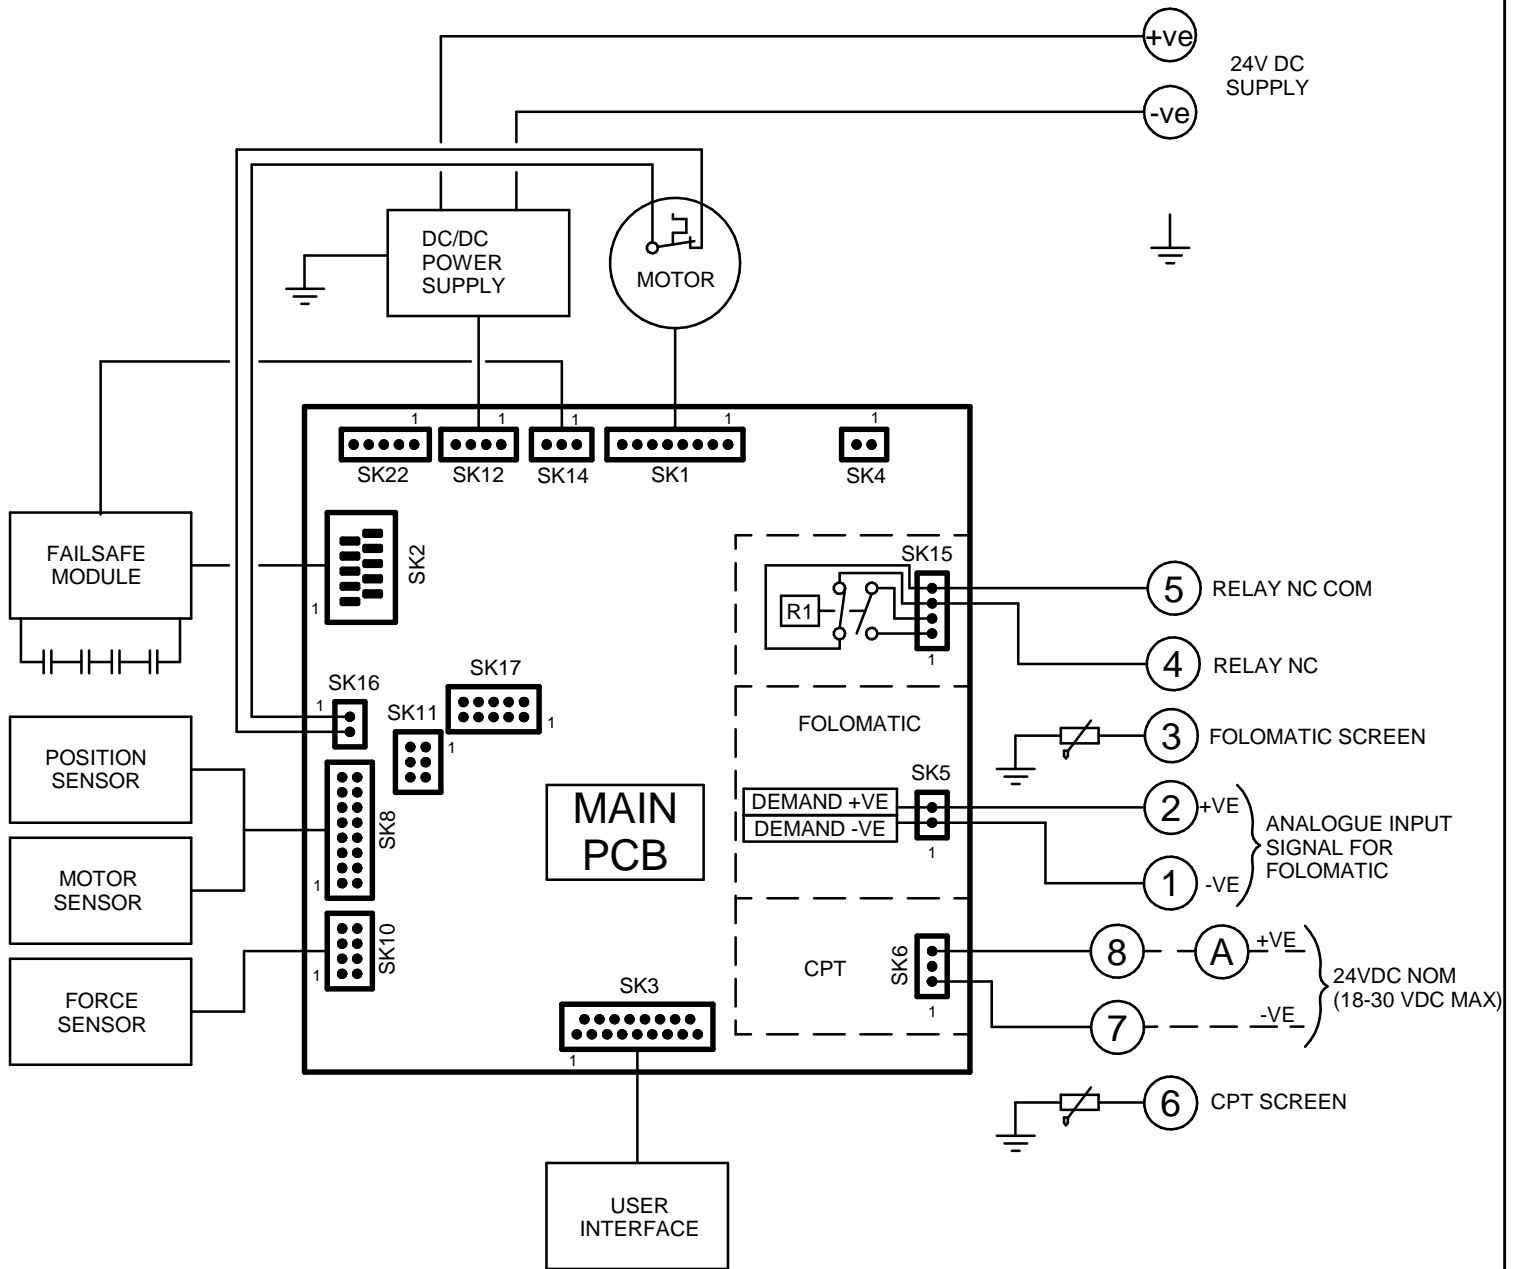 +ve
24V DC
SUPPLY
-ve
DC/DC
POWER
SUPPLY
MOTOR
1
1
1
1
1
SK22
SK12
SK14
SK1
SK4
FAILSAFE
MODULE
SK2
1
SK15
R1
1
5
RELAY NC COM
4
RELAY NC
SK16
1
SK17
1
SK11
1
FOLOMATIC
3
FOLOMATIC SCREEN
POSITION
SENSOR
SK5
DEMAND +VE
DEMAND -VE
1
2
+VE
1
-VE
ANALOGUE INPUT
SIGNAL FOR
FOLOMATIC
MAIN
PCB
SK8
1
MOTOR
SENSOR
SK10
1
FORCE
SENSOR
CPT
SK6
1
8
A
+VE
7
-VE
24VDC NOM
(18-30 VDC MAX)
SK3
1
6
CPT SCREEN
USER
INTERFACE